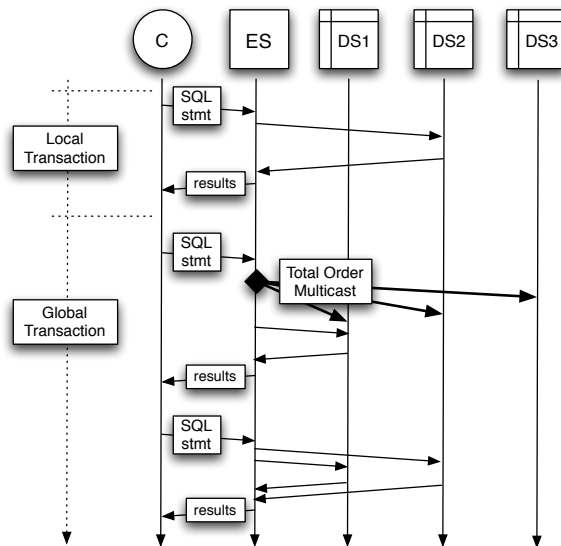 C
ES
DS1
DS2
DS3
SQL
stmt
Local
Transaction
results
SQL
stmt
Total Order
Multicast
Global
Transaction
results
SQL
stmt
results